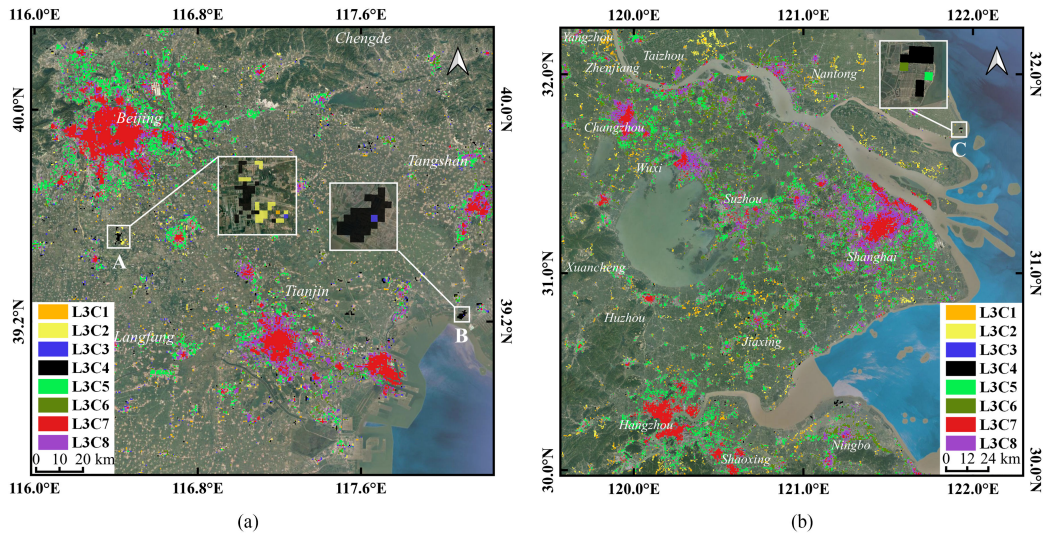 116.0°E 116.8°E 117.6°E
Chengde
40.0°N
40.0°N
Beijing
Tangshan
A
Tianjin
39.2°N
39.2°N
B
Langfang
L3C1
L3C2
L3C3
L3C4
L3C5
L3C6
L3C7
L3C8
0 10 20 km
116.0°E 116.8°E 117.6°E
(a)
120.0°E 121.0°E 122.0°E
Yangzhou
Taizhou
Zhenjiang
Nantong
32.0°N
32.0°N
Changzhou
C
Wuxi
Suzhou
Shanghai
Xuancheng
31.0°N
31.0°N
Huzhou
Jiaxing
L3C1
L3C2
L3C3
L3C4
L3C5
L3C6
L3C7
L3C8
Hangzhou
Ningbo
Shaoxing
0 12 24 km
30.0°N
30.0°N
120.0°E 121.0°E 122.0°E
(b)